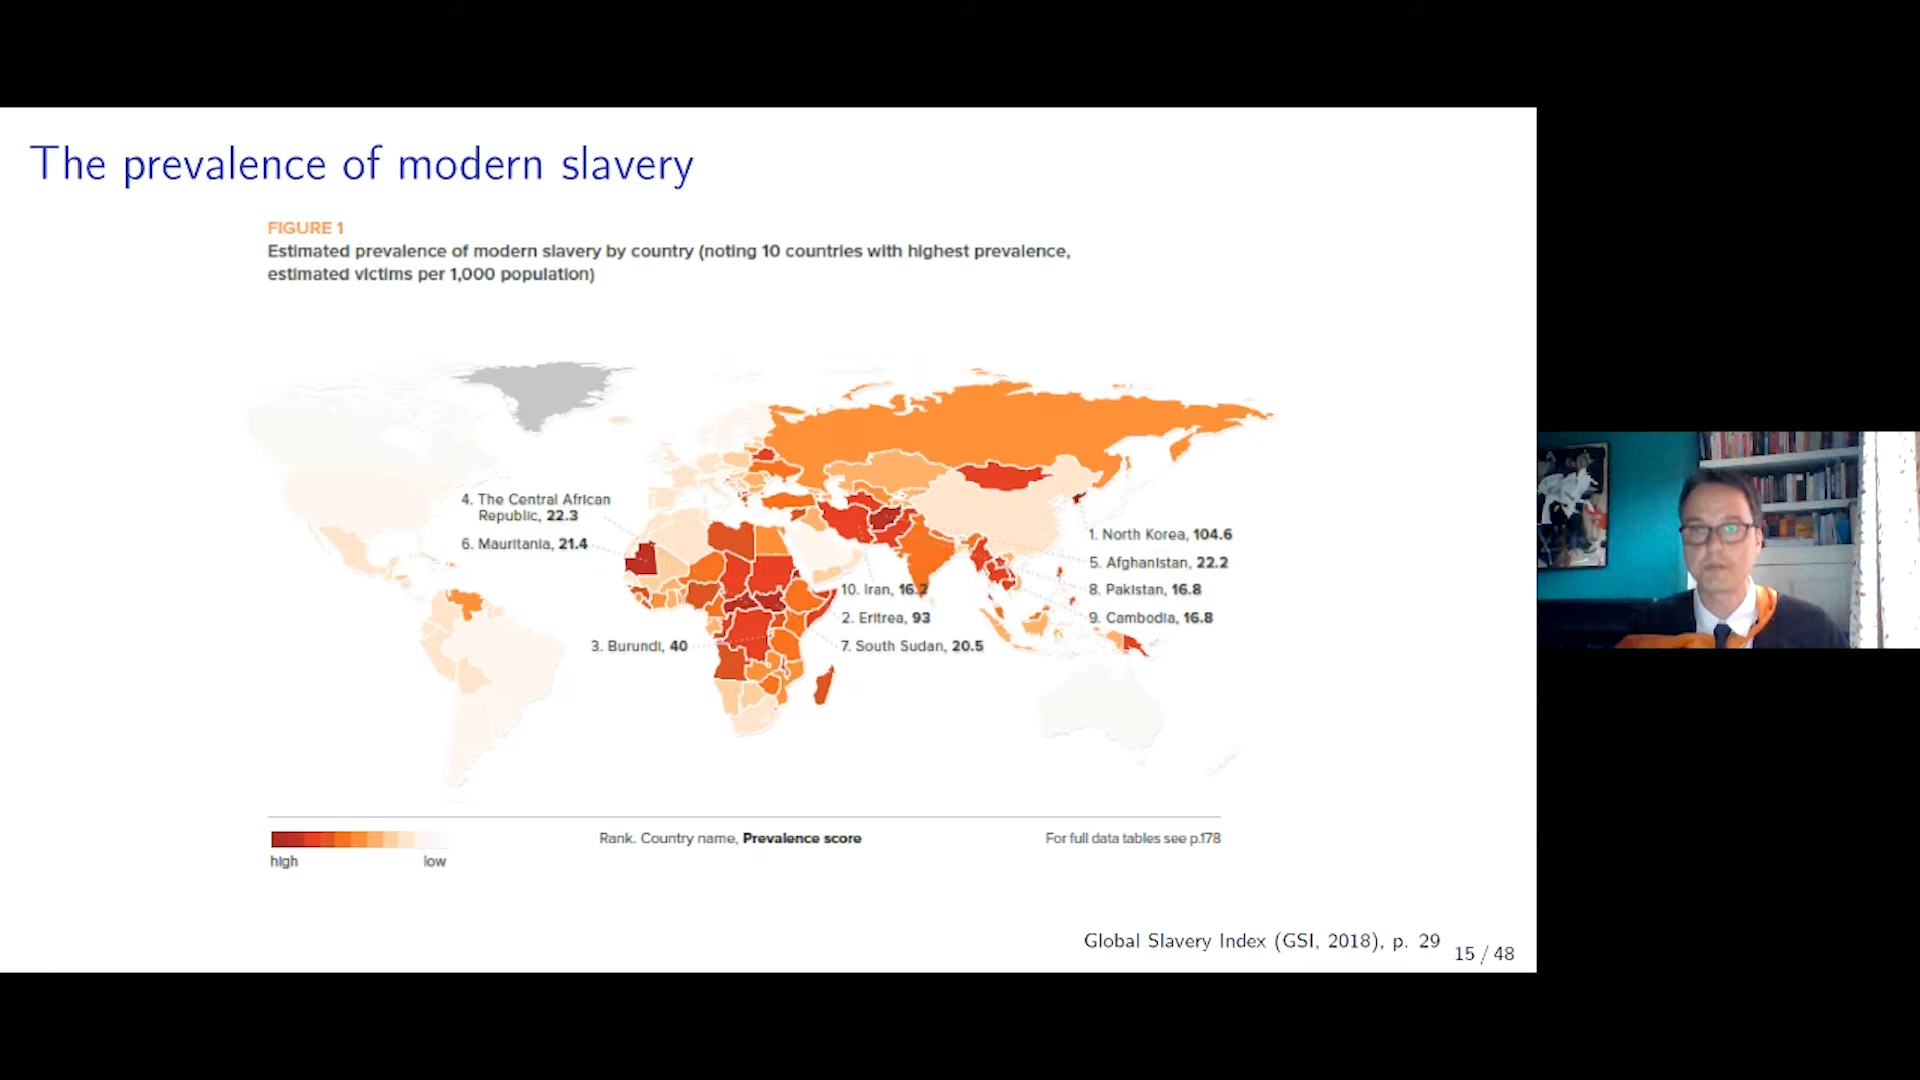 The prevalence of modern slavery
FIGURE 1
Estimated prevalence of modern slavery by country (noting 10 countries with highest prevalence,
estimated victims per 1,000 population)
4. The Central African
Republic, 22.3
6. Mauritania, 21.4
3. Burundi, 40
10. Iran, 16.2
2. Eritrea, 93
7. South Sudan, 20.5
1. North Korea, 104.6
5. Afghanistan, 22.2
8. Pakistan, 16.8
9. Cambodia, 16.8
high low
Rank. Country name, Prevalence score
For full data tables see p.178
Global Slavery Index (GSI, 2018), p. 29
15 / 48